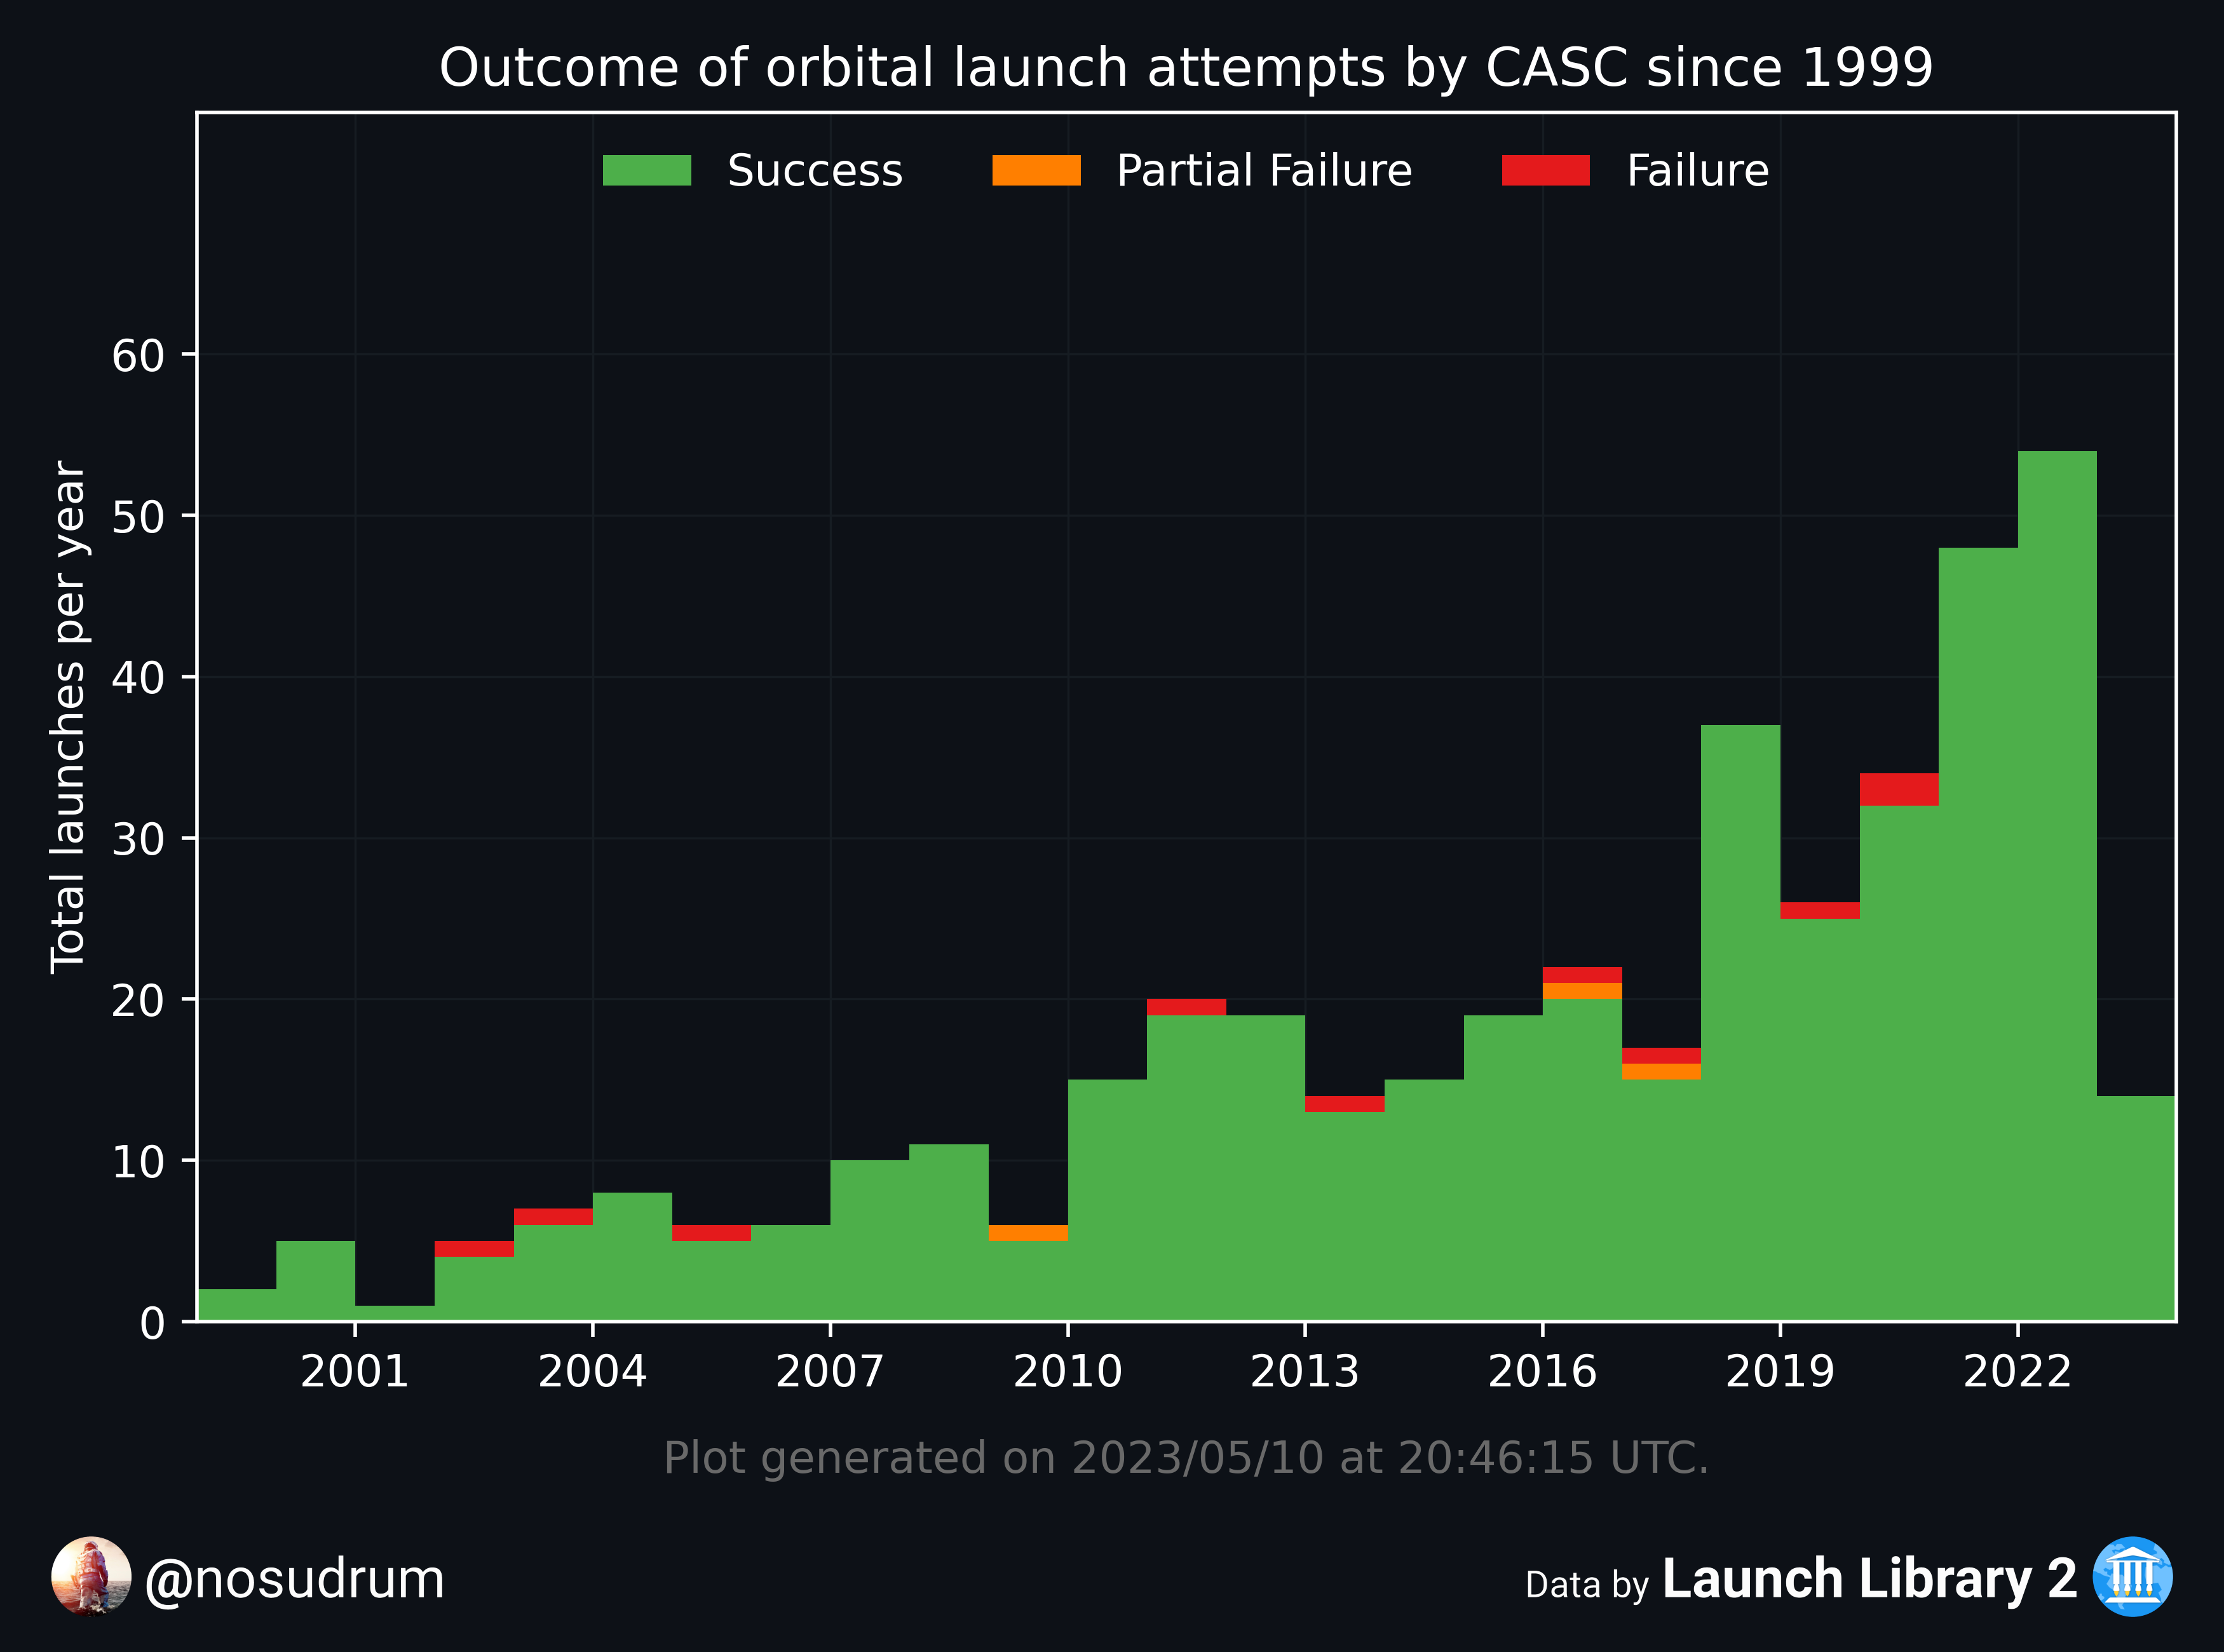 Outcome of orbital launch attempts by CASC since 1999
Success Partial Failure Failure
Total launches per year
60
50
40
30
20
10
0
2001 2004 2007 2010 2013 2016 2019 2022
Plot generated on 2023/05/10 at 20:46:15 UTC.
@nosudrum
Data by Launch Library 2